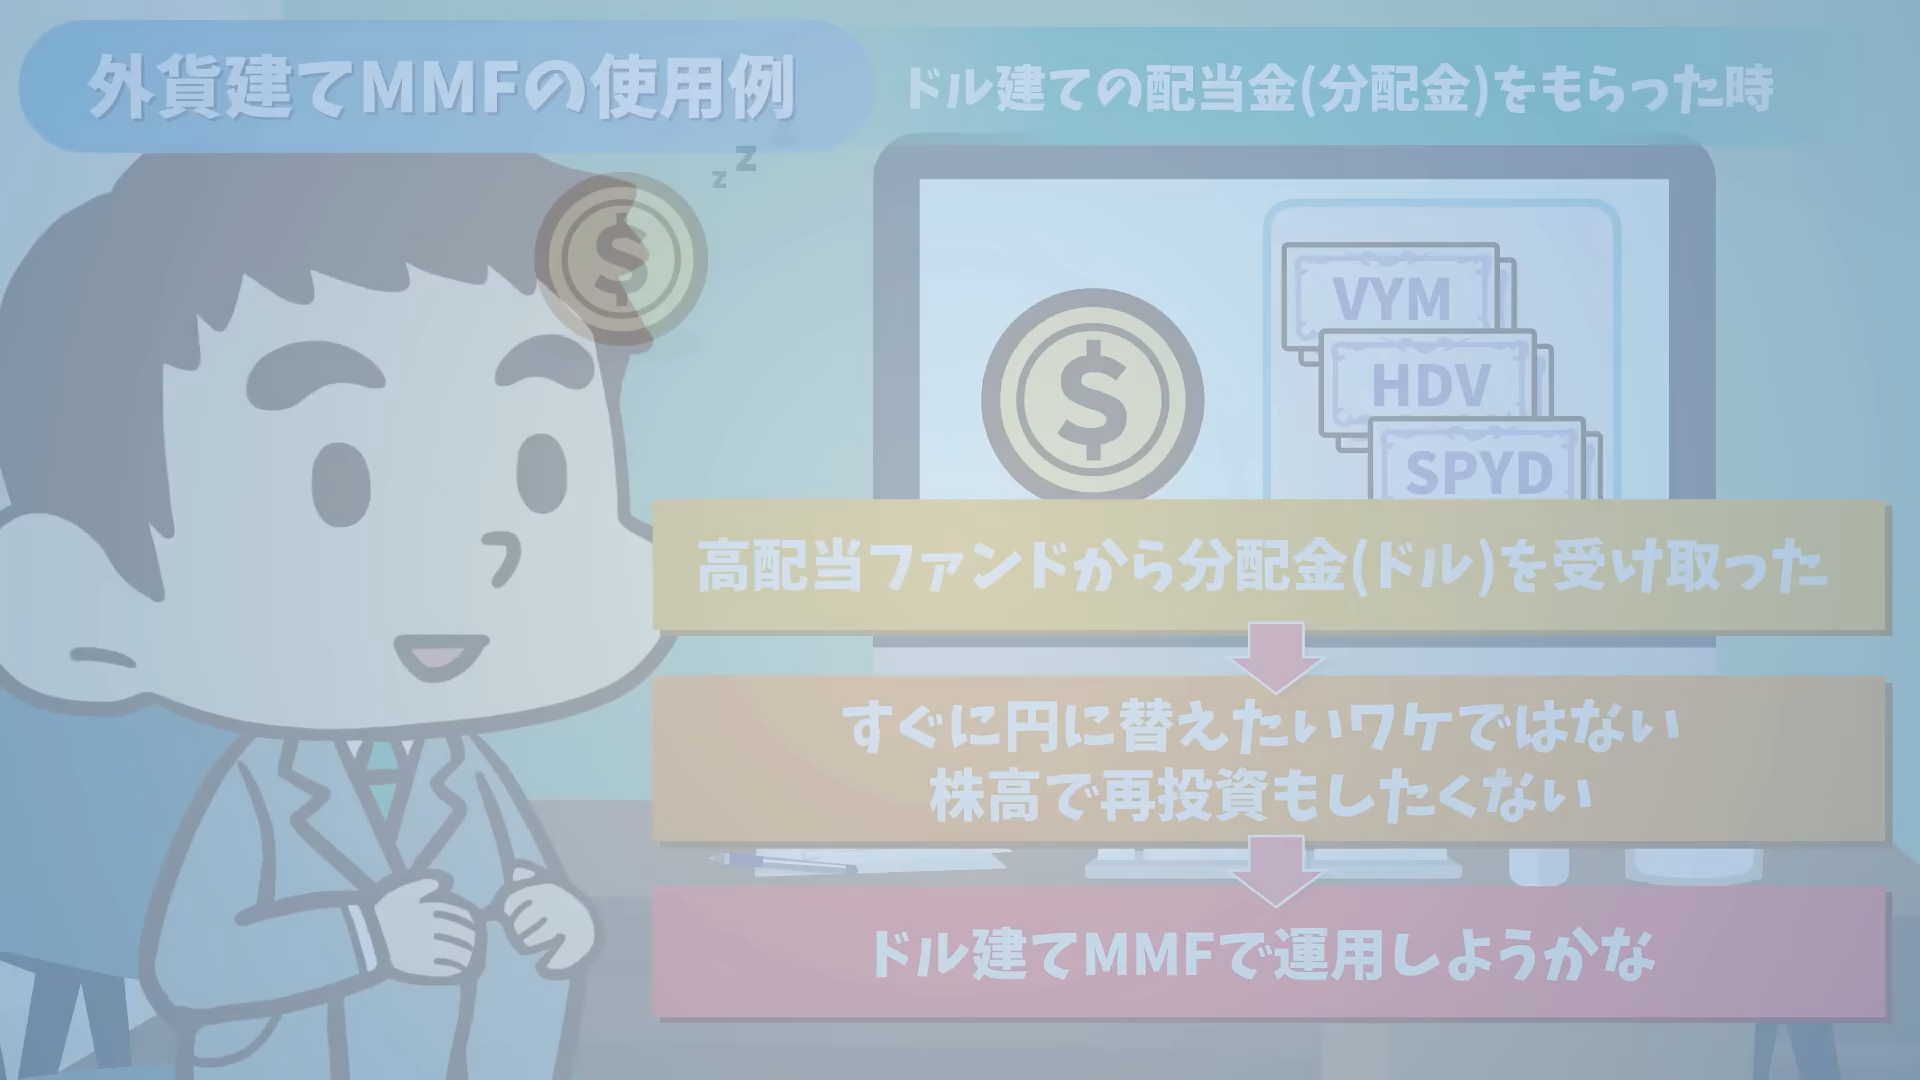 外貨建てMMFの使用例
ドル建ての配当金(分配金)をもらった時
z
z
$
$
VYM
HDV
SPYD
高配当ファンドから分配金(ドル)を受け取った
すぐに円に替えたいワケではない
株高で再投資もしたくない
ドル建てMMFで運用しようかな